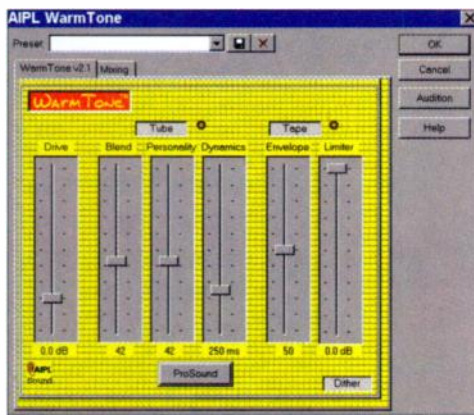 AIPL WarmTone
Preset:
OK
WarmTone v2.1 Mixing
Cancel
Audition
Help
WARMTONE
Tube Tape
Drive Blend Personality Dynamics Envelope Limiter
0.0 dB 42 42 250 ms 50 0.0 dB
AIPL
Sound
ProSound
Dither